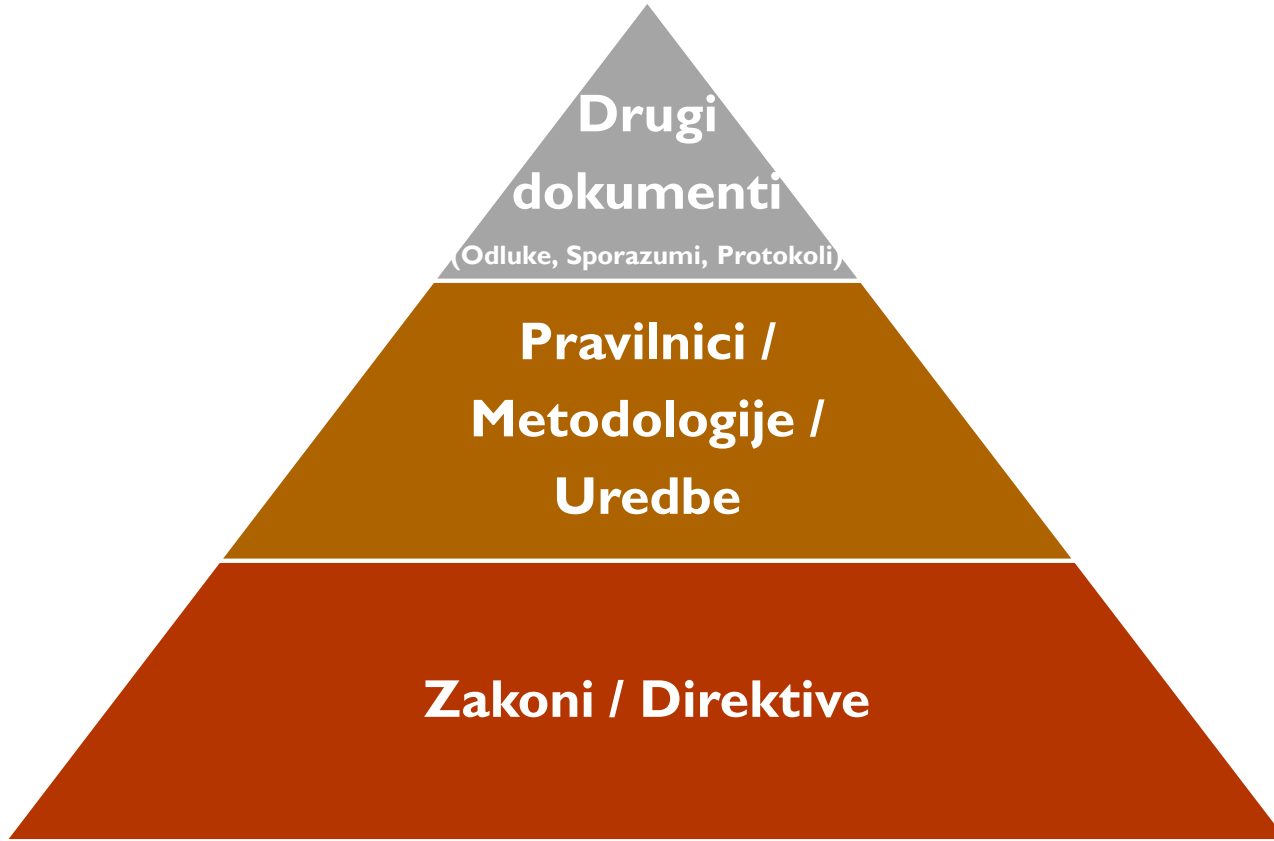 Drugi
dokumenti
(Odluke, Sporazumi, Protokoli)
Pravilnici /
Metodologije /
Uredbe
Zakoni / Direktive